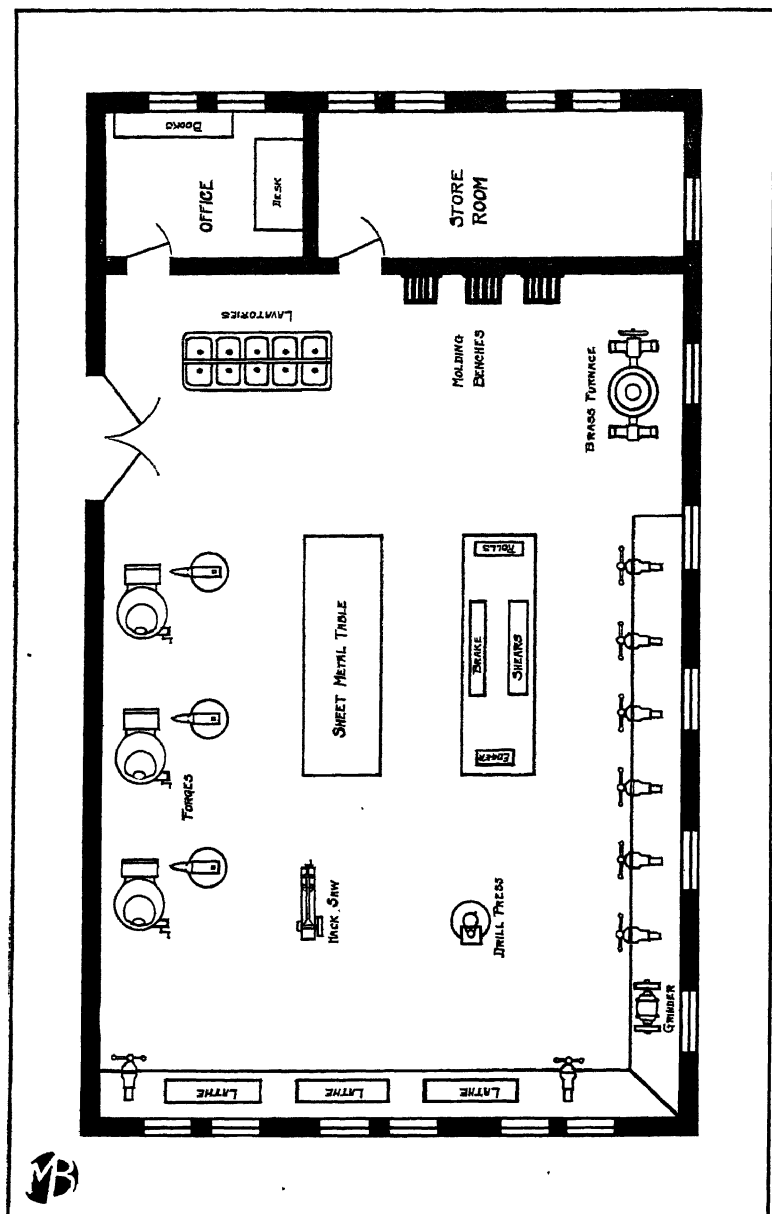 BOOKS
OFFICE
DESK
STORE
ROOM
LAVATORIES
MOLDING
BENCHES
BRASS FURNACE
SHEET METAL TABLE
ROLLS
BRAKE
SHEARS
EDGER
FORGES
HACK SAW
DRILL PRESS
GRINDER
LATHE
LATHE
LATHE
MB